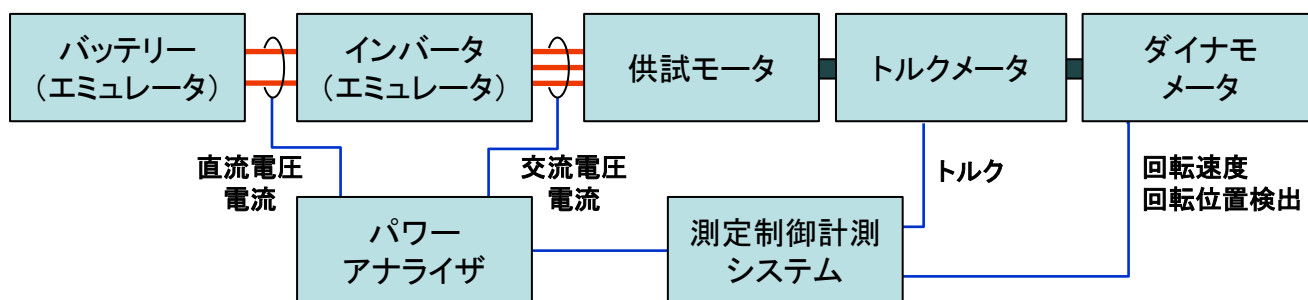 バッテリー
(エミュレータ)
インバータ
(エミュレータ)
供試モータ
トルクメータ
ダイナモ
メータ
直流電圧
電流
交流電圧
電流
トルク
回転速度
回転位置検出
パワー
アナライザ
測定制御計測
システム